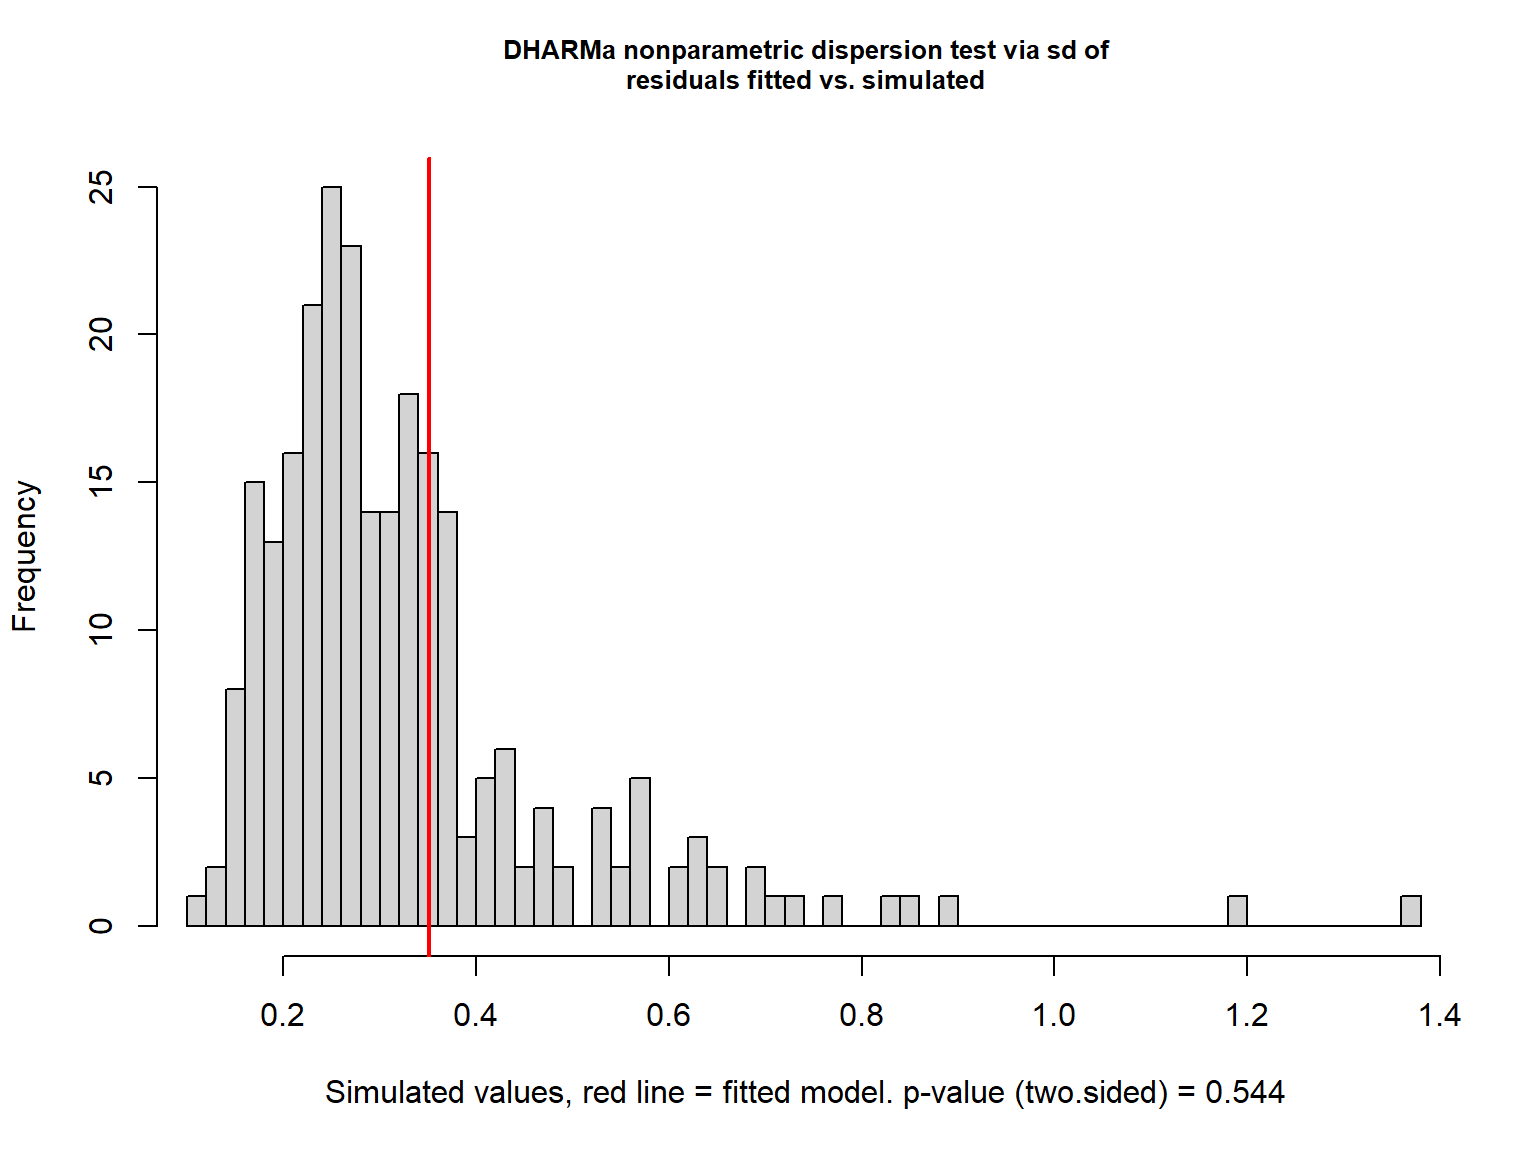 DHARMa nonparametric dispersion test via sd of
residuals fitted vs. simulated
25
20
15
10
5
0
Frequency
0.2 0.4 0.6 0.8 1.0 1.2 1.4
Simulated values, red line = fitted model. p-value (two.sided) = 0.544